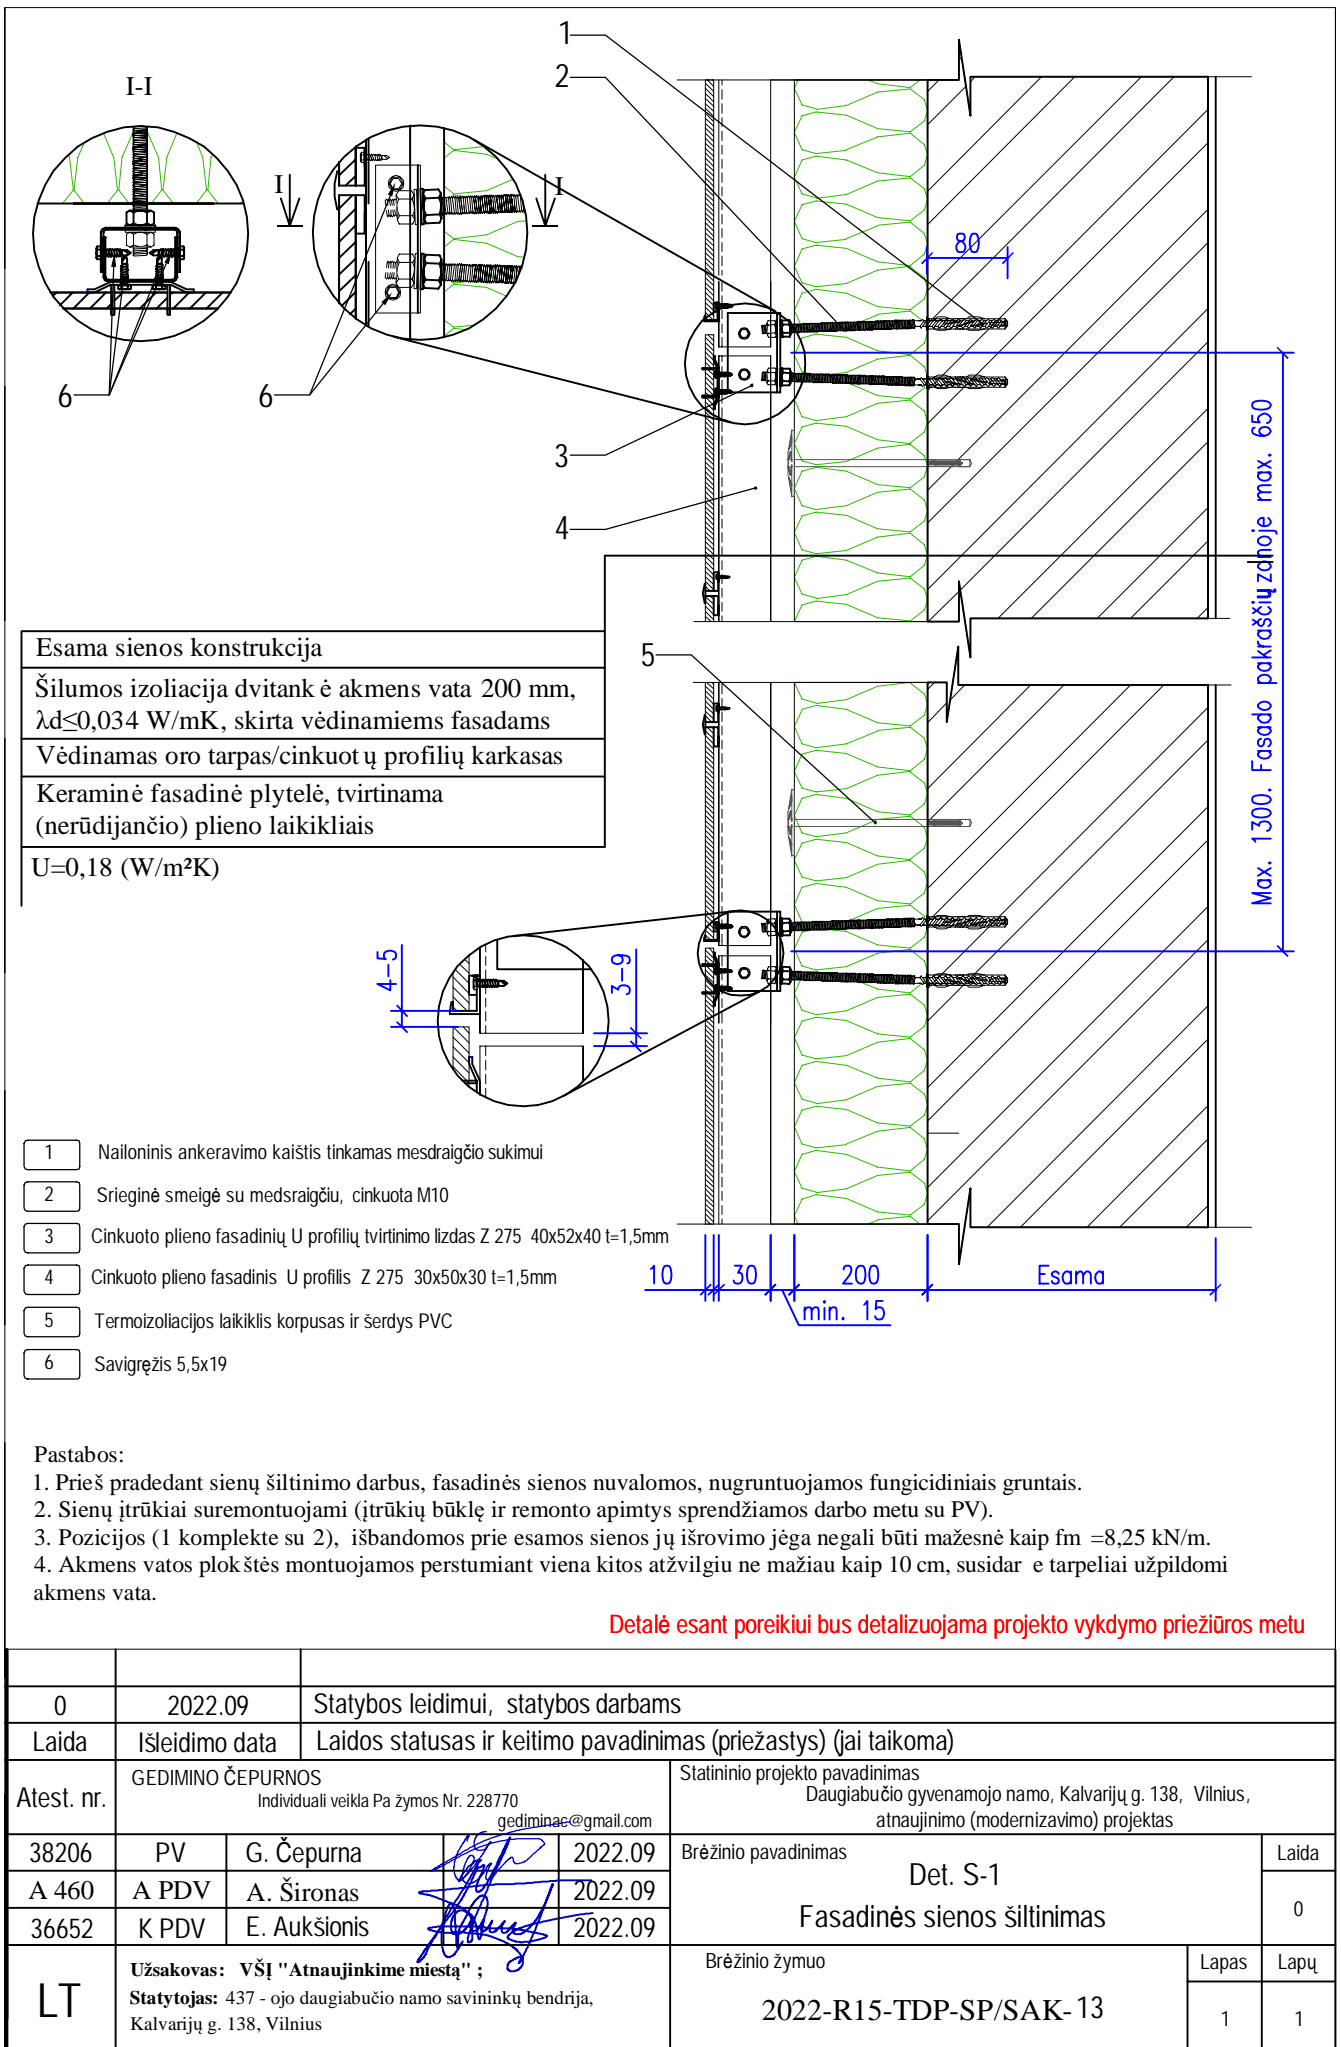 1
2
I-I
I
I
80
6
6
3
4
Max. 1300. Fasado pakraščių zonoje max. 650
Esama sienos konstrukcija
Šilumos izoliacija dvitankė akmens vata 200 mm,
λd≤0,034 W/mK, skirta vėdinamiems fasadams
Vėdinamas oro tarpas/cinkuotų profilių karkasas
Keraminė fasadinė plytelė, tvirtinama
(nerūdijančio) plieno laikikliais
U=0,18 (W/m²K)
5
4-5
3-9
1 Nailoninis ankeravimo kaištis tinkamas mesdraigčio sukimui
2 Srieginė smeigė su medsraigčiu, cinkuota M10
3 Cinkuoto plieno fasadinių U profilių tvirtinimo lizdas Z 275 40x52x40 t=1,5mm
4 Cinkuoto plieno fasadinis U profilis Z 275 30x50x30 t=1,5mm
5 Termoizoliacijos laikiklis korpusas ir šerdys PVC
6 Savigręžis 5,5x19
10 30 200 Esama
min. 15
Pastabos:
1. Prieš pradedant sienų šiltinimo darbus, fasadinės sienos nuvalomos, nugruntuojamos fungicidiniais gruntais.
2. Sienų įtrūkiai suremontuojami (įtrūkių būklę ir remonto apimtys sprendžiamos darbo metu su PV).
3. Pozicijos (1 komplekte su 2), išbandomos prie esamos sienos jų išrovimo jėga negali būti mažesnė kaip fm =8,25 kN/m.
4. Akmens vatos plokštės montuojamos perstumiant viena kitos atžvilgiu ne mažiau kaip 10 cm, susidar e tarpeliai užpildomi
akmens vata.
Detalė esant poreikiui bus detalizuojama projekto vykdymo priežiūros metu
0 2022.09 Statybos leidimui, statybos darbams
Laida Išleidimo data Laidos statusas ir keitimo pavadinimas (priežastys) (jai taikoma)
Atest. nr.
GEDIMINO ČEPURNOS
Individuali veikla Pa žymos Nr. 228770
gediminac@gmail.com
Statininio projekto pavadinimas
Daugiabučio gyvenamojo namo, Kalvarijų g. 138, Vilnius,
atnaujinimo (modernizavimo) projektas
38206 PV G. Čepurna 2022.09
A 460 A PDV A. Šironas 2022.09
36652 K PDV E. Aukšionis 2022.09
Brėžinio pavadinimas
Det. S-1
Fasadinės sienos šiltinimas
Laida
0
LT
Užsakovas: VŠĮ "Atnaujinkime miestą" ;
Statytojas: 437 - ojo daugiabučio namo savininkų bendrija,
Kalvarijų g. 138, Vilnius
Brėžinio žymuo
2022-R15-TDP-SP/SAK-13
Lapas Lapų
1 1